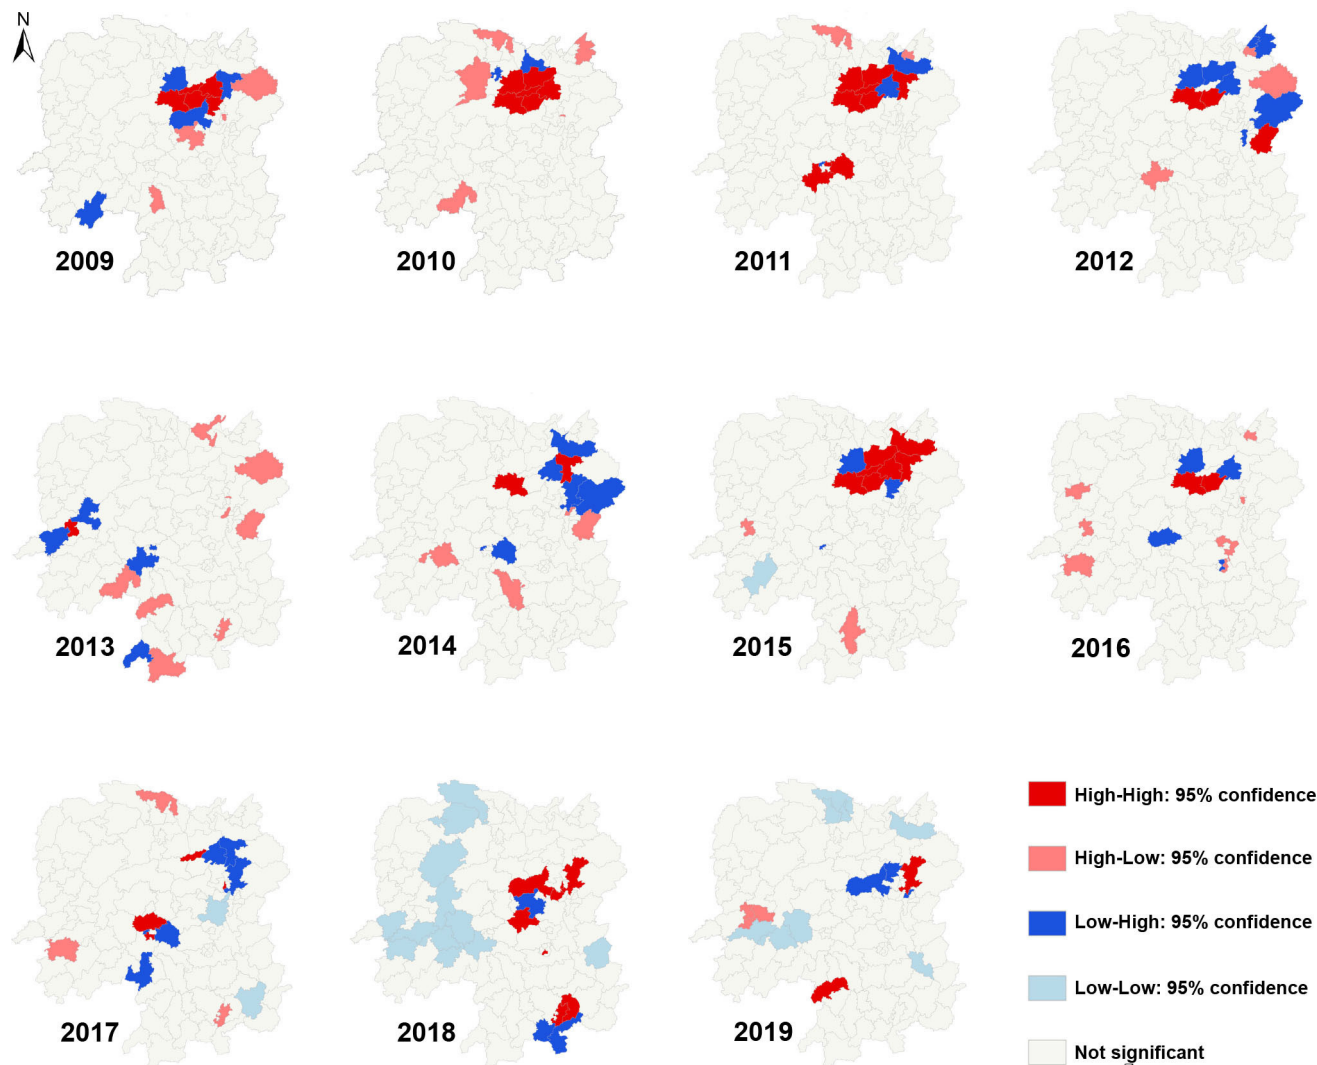 N
2009
2010
2011
2012
2013
2014
2015
2016
2017
2018
2019
High-High: 95% confidence
High-Low: 95% confidence
Low-High: 95% confidence
Low-Low: 95% confidence
Not significant